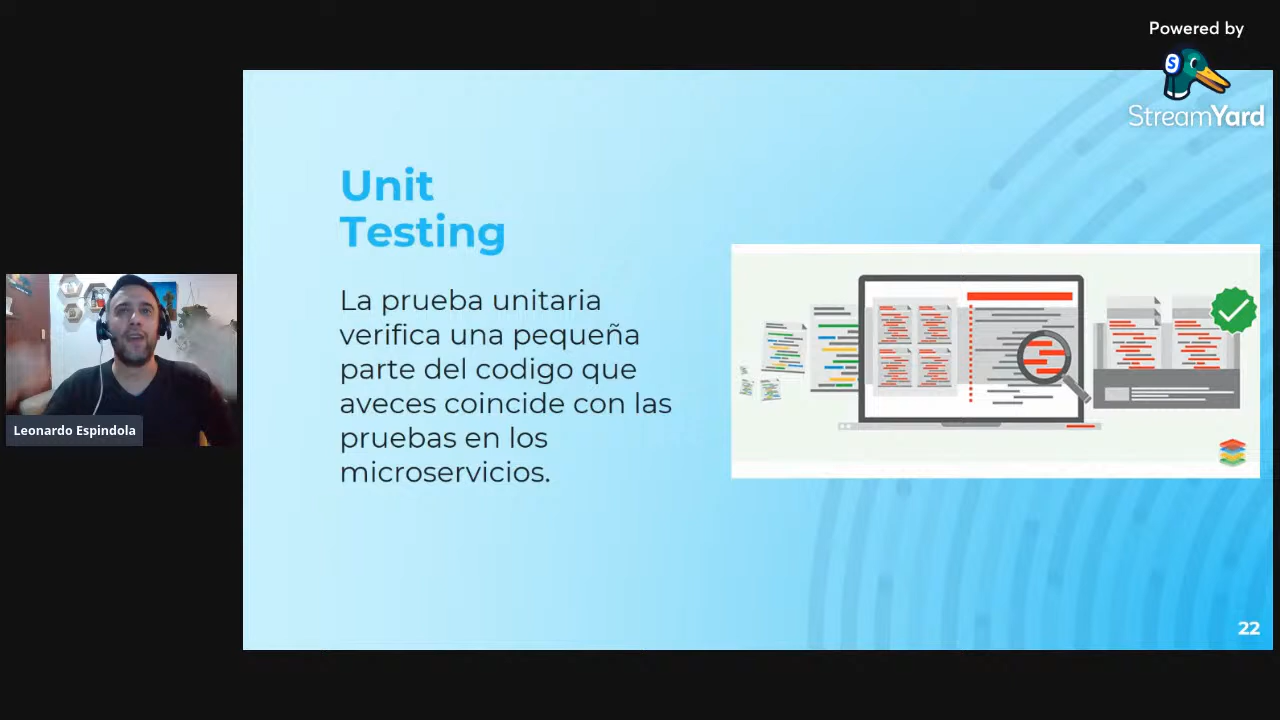 Powered by
S
StreamYard
Unit
Testing
La prueba unitaria
verifica una pequeña
parte del codigo que
aveces coincide con las
pruebas en los
microservicios.
Leonardo Espindola
22